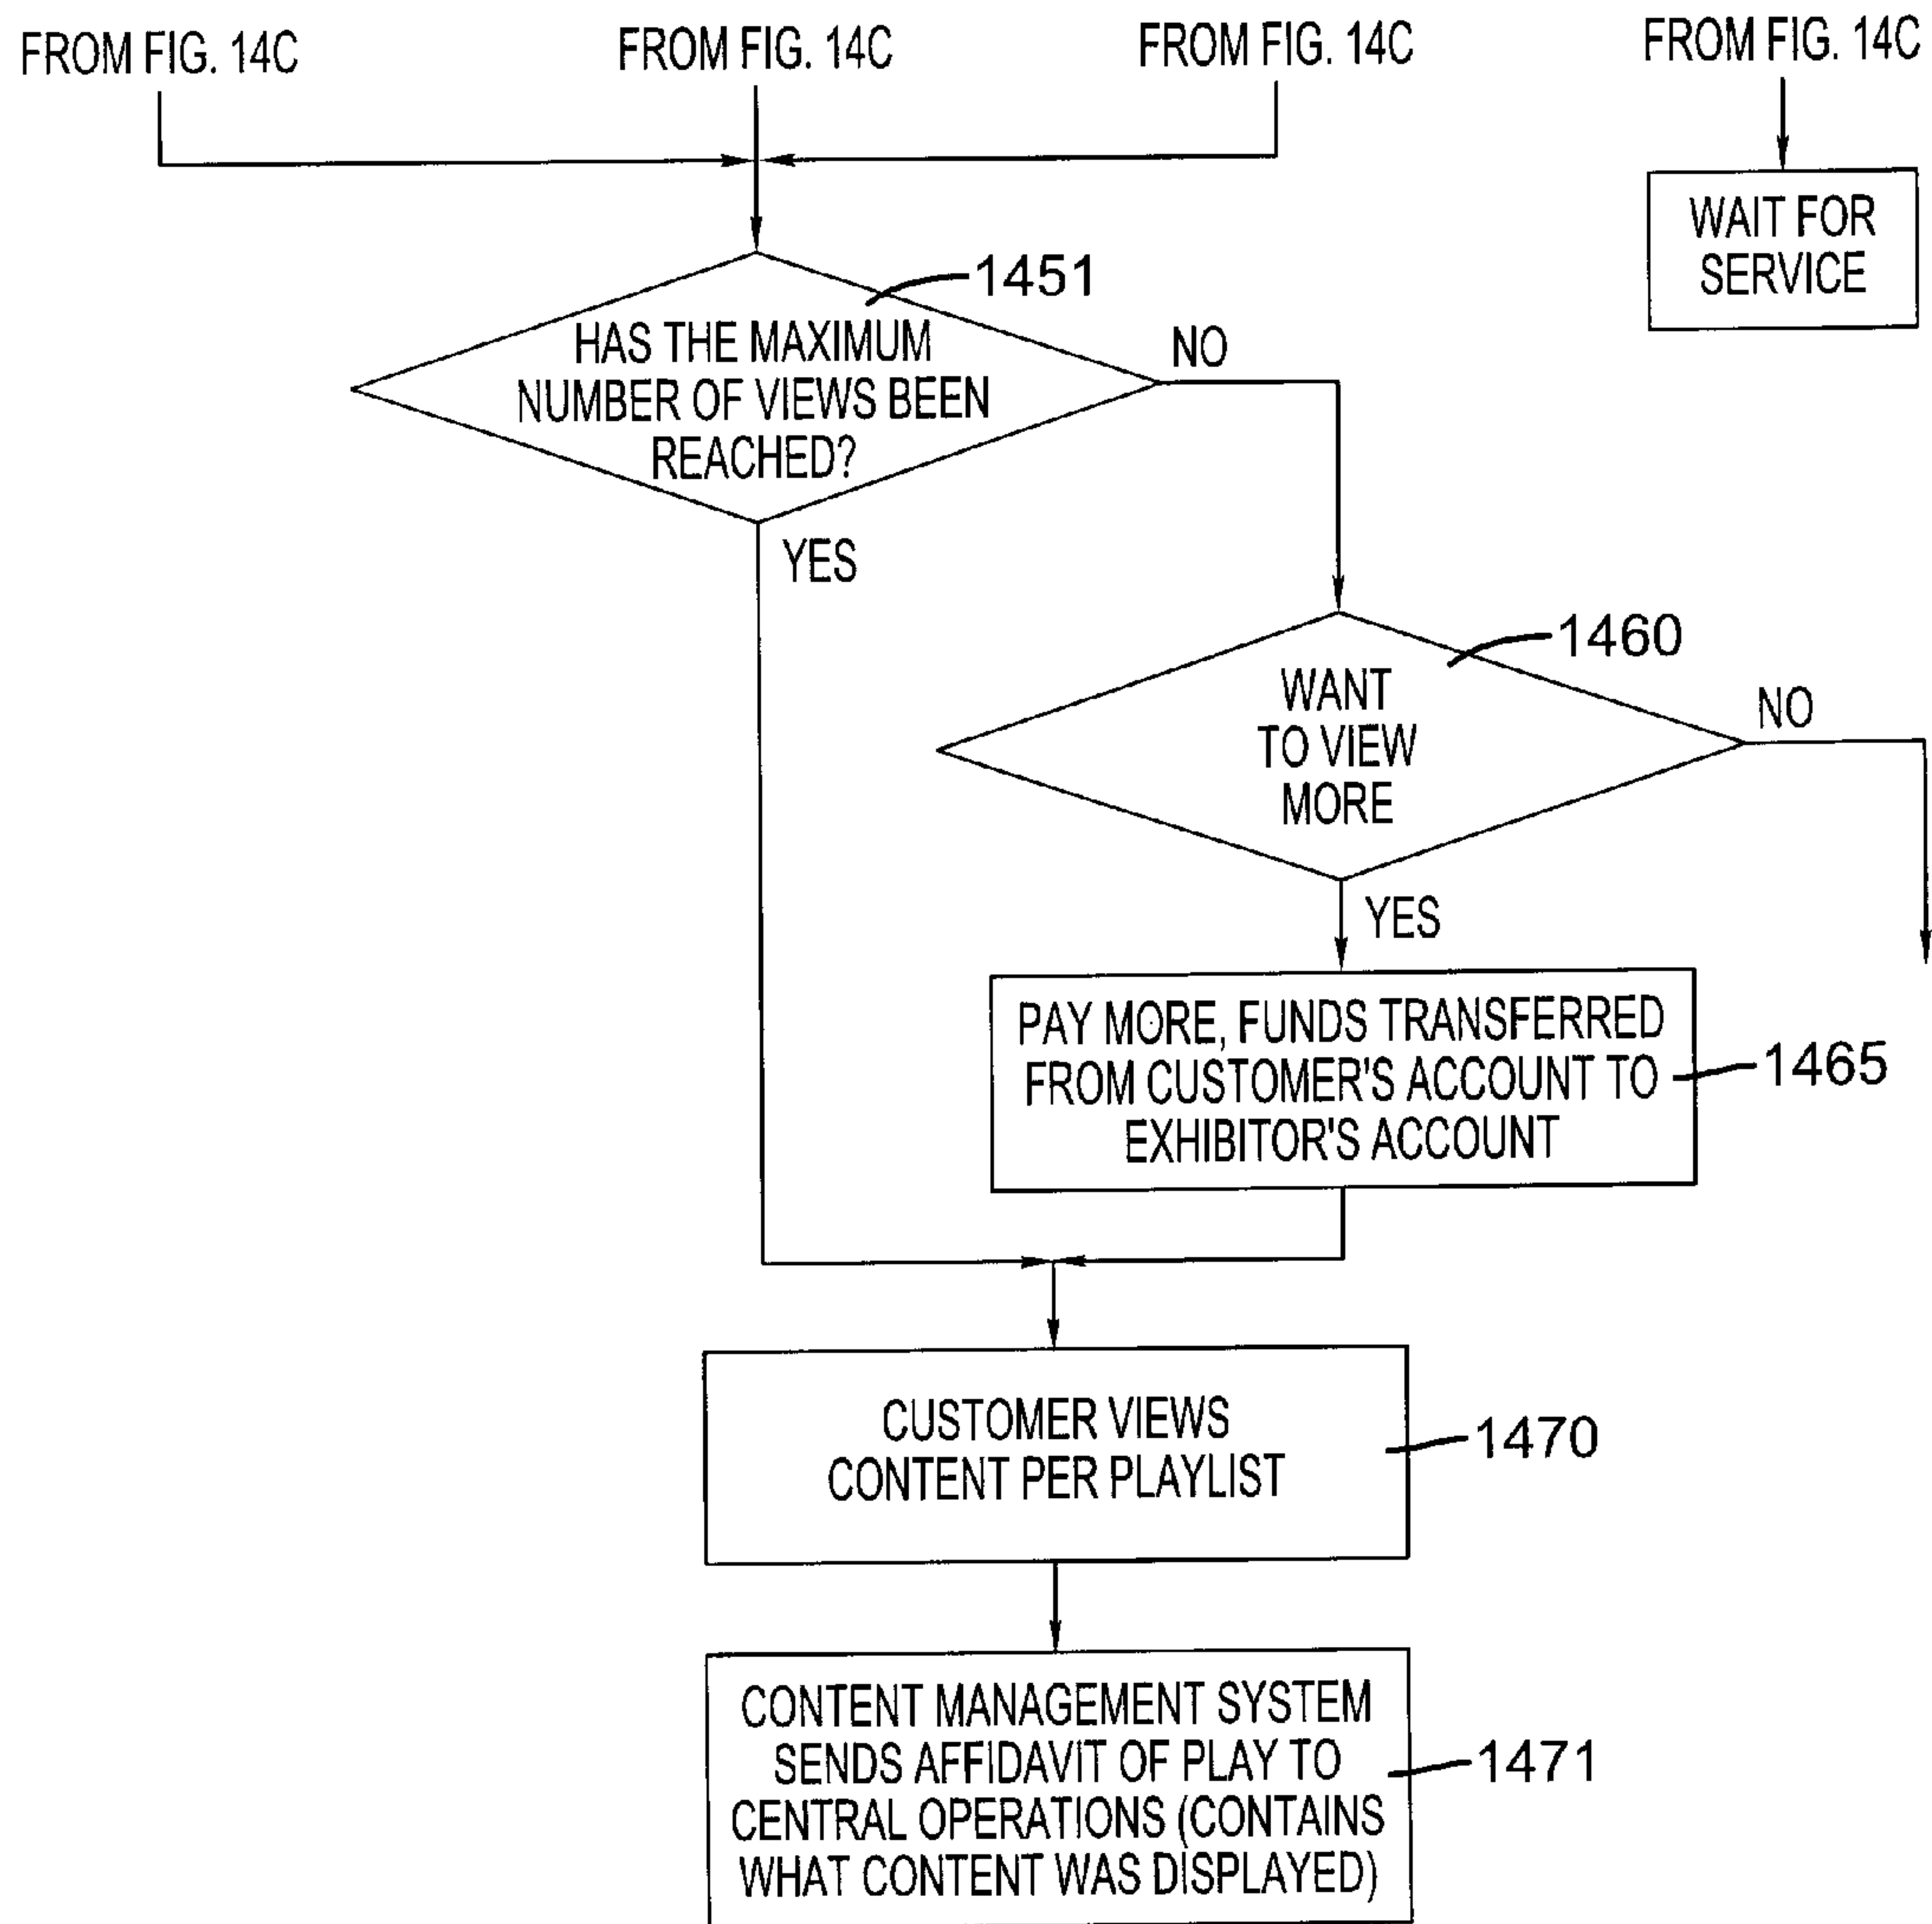 FROM FIG. 14C
FROM FIG. 14C
FROM FIG. 14C
FROM FIG. 14C
WAIT FOR
SERVICE
1451
HAS THE MAXIMUM
NUMBER OF VIEWS BEEN
REACHED?
NO
YES
1460
WANT
TO VIEW
MORE
NO
YES
PAY MORE, FUNDS TRANSFERRED
FROM CUSTOMER'S ACCOUNT TO
EXHIBITOR'S ACCOUNT
1465
CUSTOMER VIEWS
CONTENT PER PLAYLIST
1470
CONTENT MANAGEMENT SYSTEM
SENDS AFFIDAVIT OF PLAY TO
CENTRAL OPERATIONS (CONTAINS
WHAT CONTENT WAS DISPLAYED)
1471